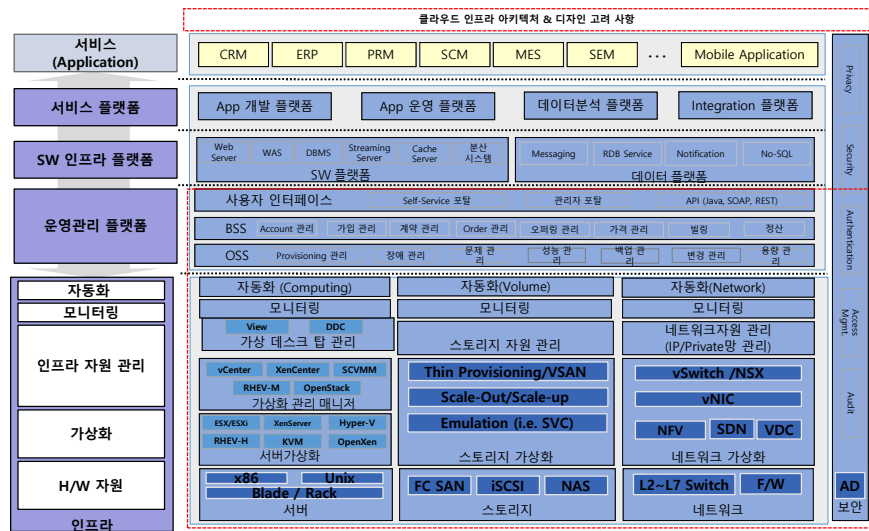 클라우드 인프라 아키텍처 & 디자인 고려 사항
서비스
(Application)
CRM
ERP
PRM
SCM
MES
SEM
...
Mobile Application
서비스 플랫폼
App 개발 플랫폼
App 운영 플랫폼
데이터분석 플랫폼
Integration 플랫폼
SW 인프라 플랫폼
Web
Server
WAS
DBMS
Streaming
Server
Cache
Server
분산
시스템
SW 플랫폼
Messaging
RDB Service
Notification
No-SQL
데이터 플랫폼
운영관리 플랫폼
사용자 인터페이스
Self-Service 포탈
관리자 포탈
API (Java, SOAP, REST)
BSS
Account 관리
가입 관리
계약 관리
Order 관리
오퍼링 관리
가격 관리
빌링
정산
OSS
Provisioning 관리
장애 관리
문제 관
리
성능 관
리
백업 관
리
변경 관리
용량 관
리
자동화
모니터링
인프라 자원 관리
가상화
H/W 자원
인프라
자동화 (Computing)
모니터링
View
DDC
가상 데스크 탑 관리
vCenter
XenCenter
SCVMM
RHEV-M
OpenStack
가상화 관리 매니저
ESX/ESXi
XenServer
Hyper-V
RHEV-H
KVM
OpenXen
서버가상화
x86
Unix
Blade / Rack
서버
자동화(Volume)
모니터링
스토리지 자원 관리
Thin Provisioning/VSAN
Scale-Out/Scale-up
Emulation (i.e. SVC)
스토리지 가상화
FC SAN
iSCSI
NAS
스토리지
자동화(Network)
모니터링
네트워크자원 관리
(IP/Private망 관리)
vSwitch /NSX
vNIC
NFV
SDN
VDC
네트워크 가상화
L2~L7 Switch
F/W
네트워크
Privacy
Security
Authentication
Access
Mgmt.
Audit
AD
보안